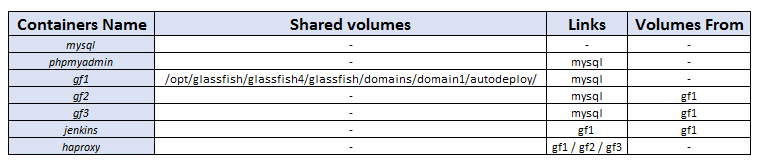 Containers Name Shared volumes Links Volumes From
mysql - - -
phpmyadmin - mysql -
gf1 /opt/glassfish/glassfish4/glassfish/domains/domain1/autodeploy/ mysql -
gf2 - mysql gf1
gf3 - mysql gf1
jenkins - gf1 gf1
haproxy - gf1 / gf2 / gf3 -